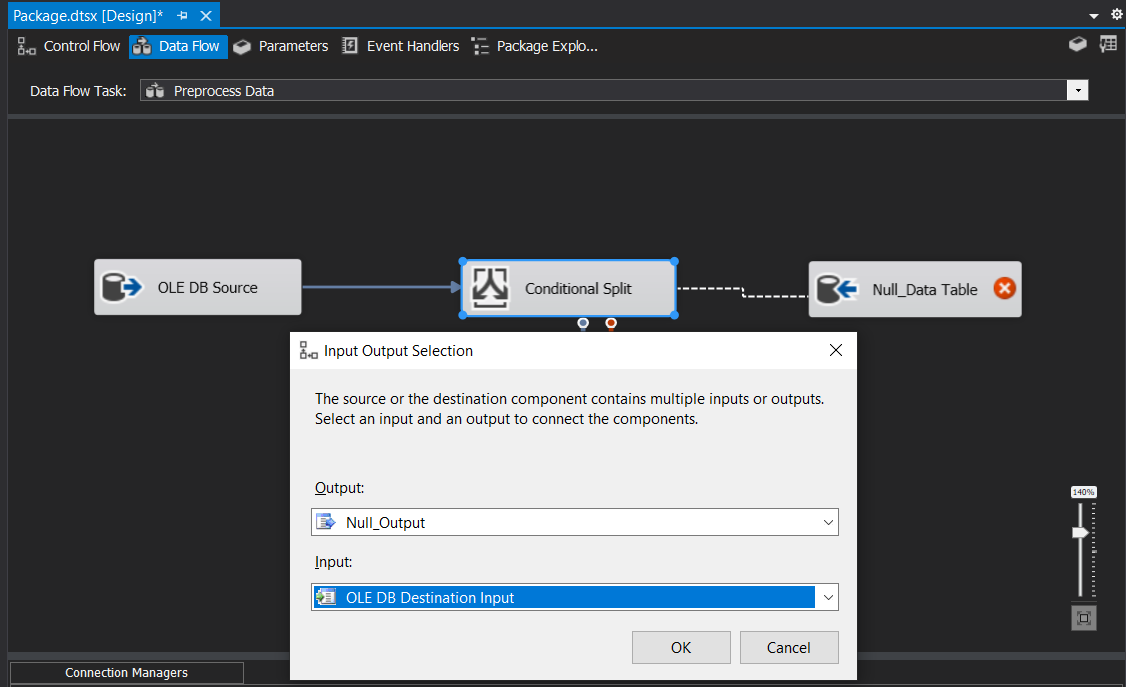 Package.dtsx [Design]*
Control Flow
Data Flow
Parameters
Event Handlers
Package Explo...
Data Flow Task:
Preprocess Data
OLE DB Source
Conditional Split
Null_Data Table
Input Output Selection
The source or the destination component contains multiple inputs or outputs.
Select an input and an output to connect the components.
Output:
Null_Output
Input:
OLE DB Destination Input
OK
Cancel
140%
Connection Managers